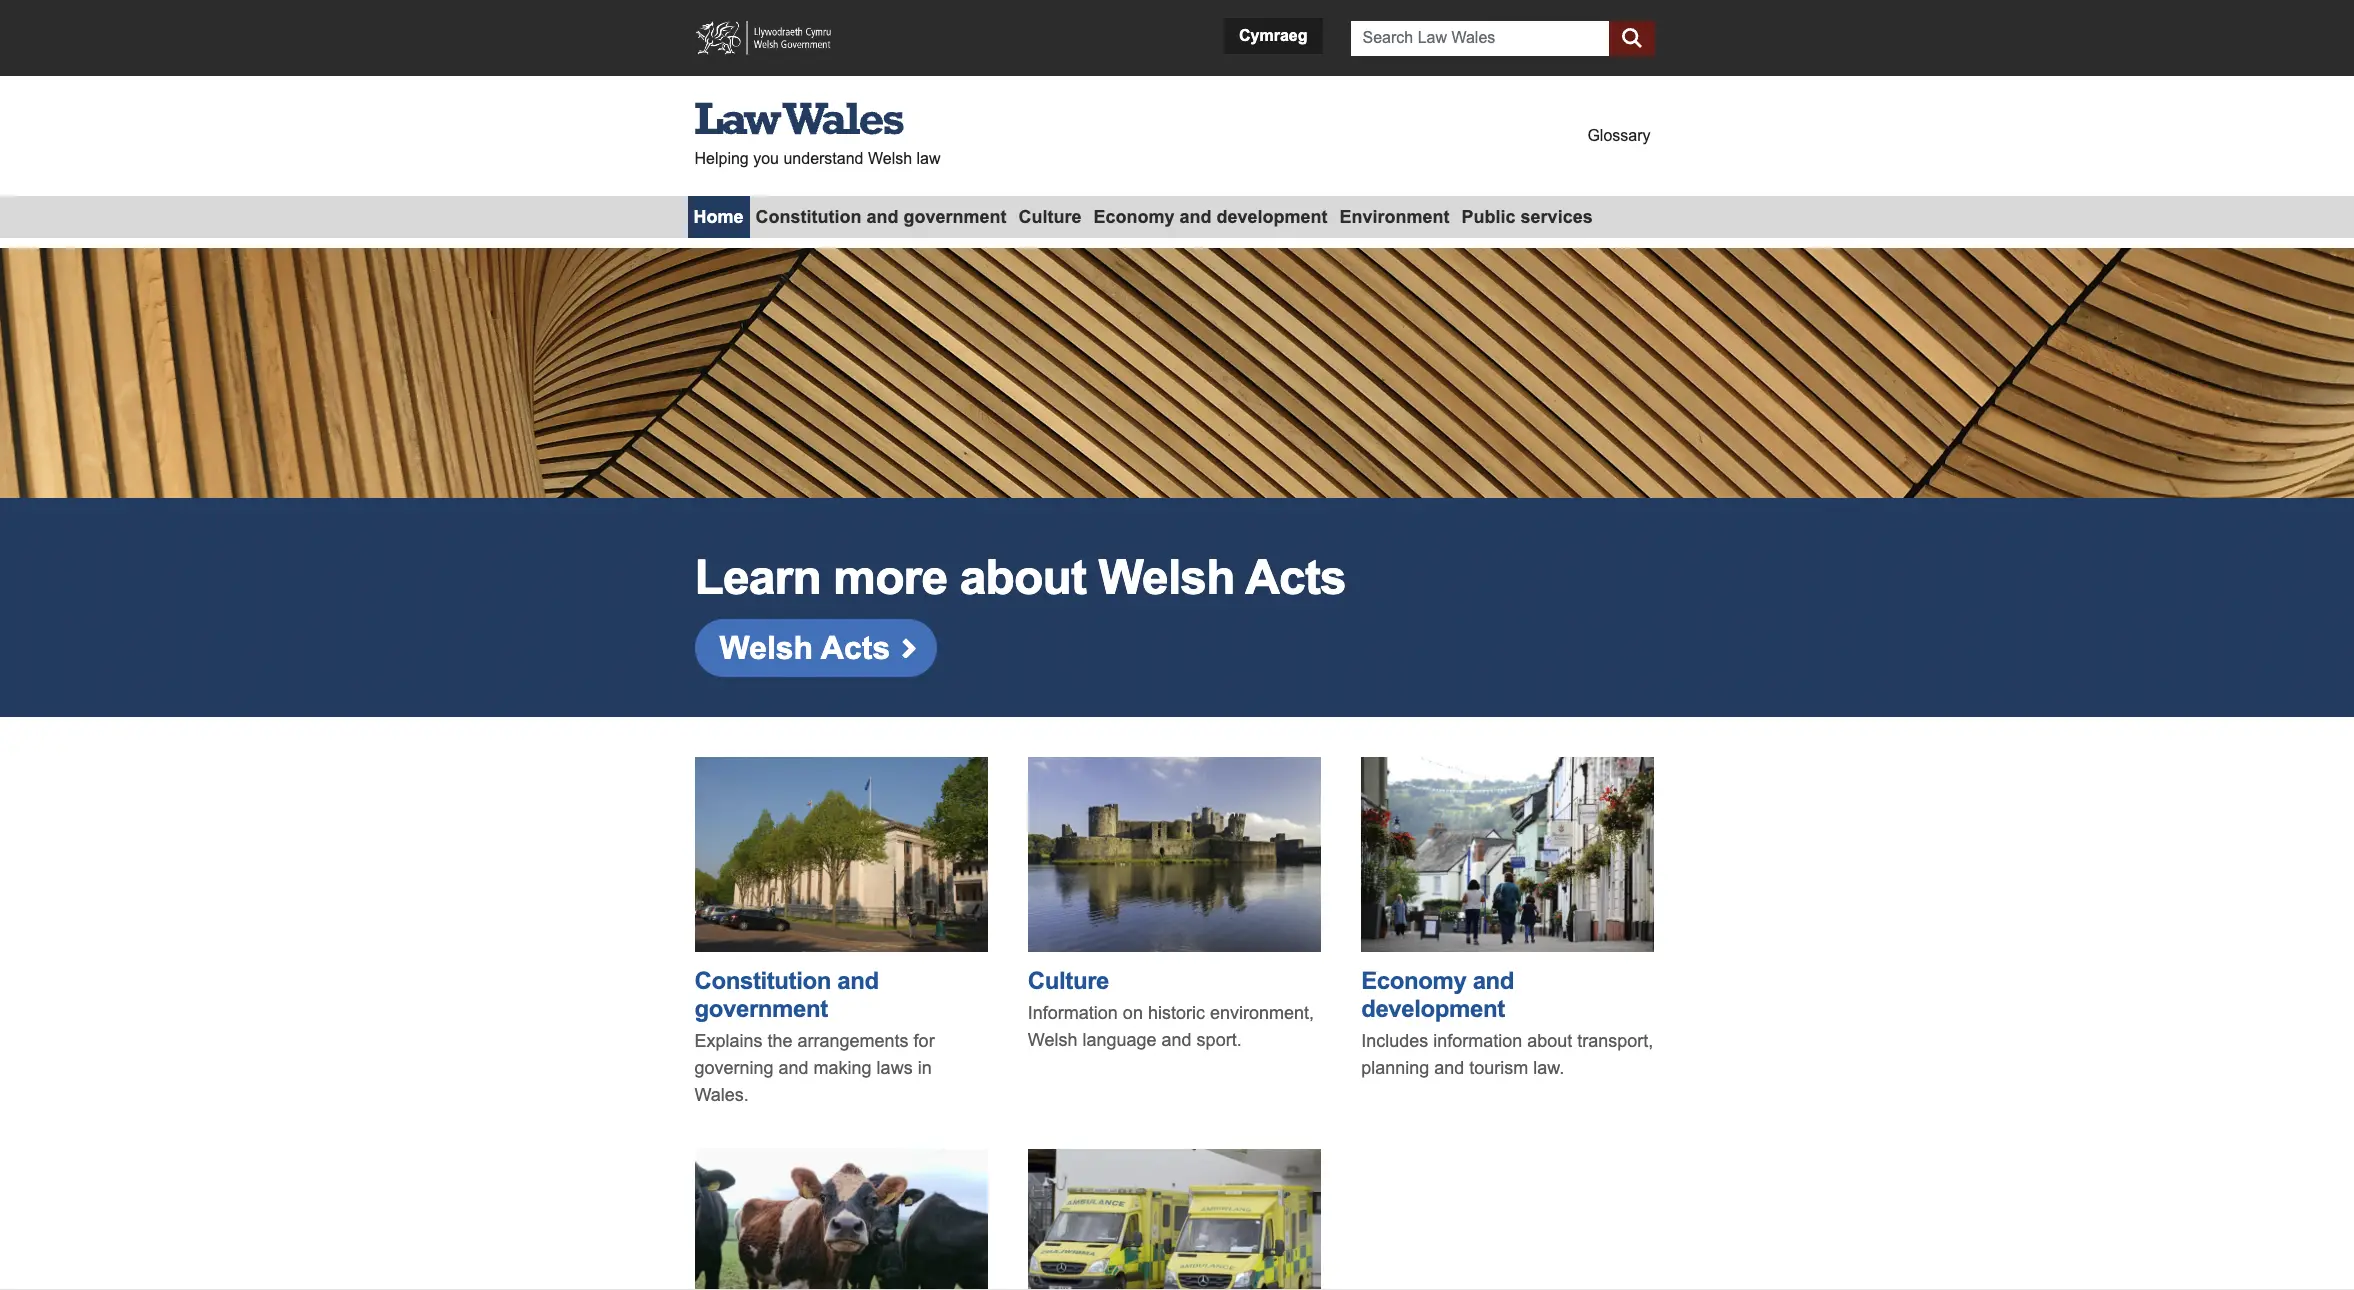 Llywodraeth Cymru
Welsh Government
Cymraeg
Search Law Wales
Law Wales
Helping you understand Welsh law
Glossary
Home Constitution and government Culture Economy and development Environment Public services
Learn more about Welsh Acts
Welsh Acts
Constitution and
government
Explains the arrangements for
governing and making laws in
Wales.
Culture
Information on historic environment,
Welsh language and sport.
Economy and
development
Includes information about transport,
planning and tourism law.
AMBULANCE
AMBULANS
AMBULANCE